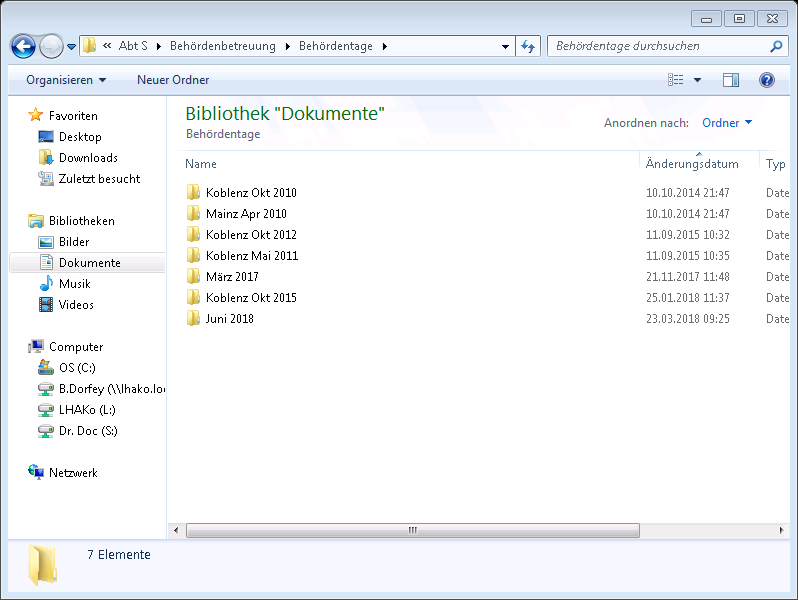 « Abt S ▸ Behördenbetreuung ▸ Behördentage ▸
Behördentage durchsuchen
Organisieren Neuer Ordner
Favoriten
Desktop
Downloads
Zuletzt besucht
Bibliotheken
Bilder
Dokumente
Musik
Videos
Computer
OS (C:)
B.Dorfey (\\lhako.loc
LHAKo (L:)
Dr. Doc (S:)
Netzwerk
Bibliothek "Dokumente"
Behördentage
Anordnen nach: Ordner
Name Änderungsdatum Typ
Koblenz Okt 2010 10.10.2014 21:47 Date
Mainz Apr 2010 10.10.2014 21:47 Date
Koblenz Okt 2012 11.09.2015 10:32 Date
Koblenz Mai 2011 11.09.2015 10:35 Date
März 2017 21.11.2017 11:48 Date
Koblenz Okt 2015 25.01.2018 11:37 Date
Juni 2018 23.03.2018 09:25 Date
7 Elemente